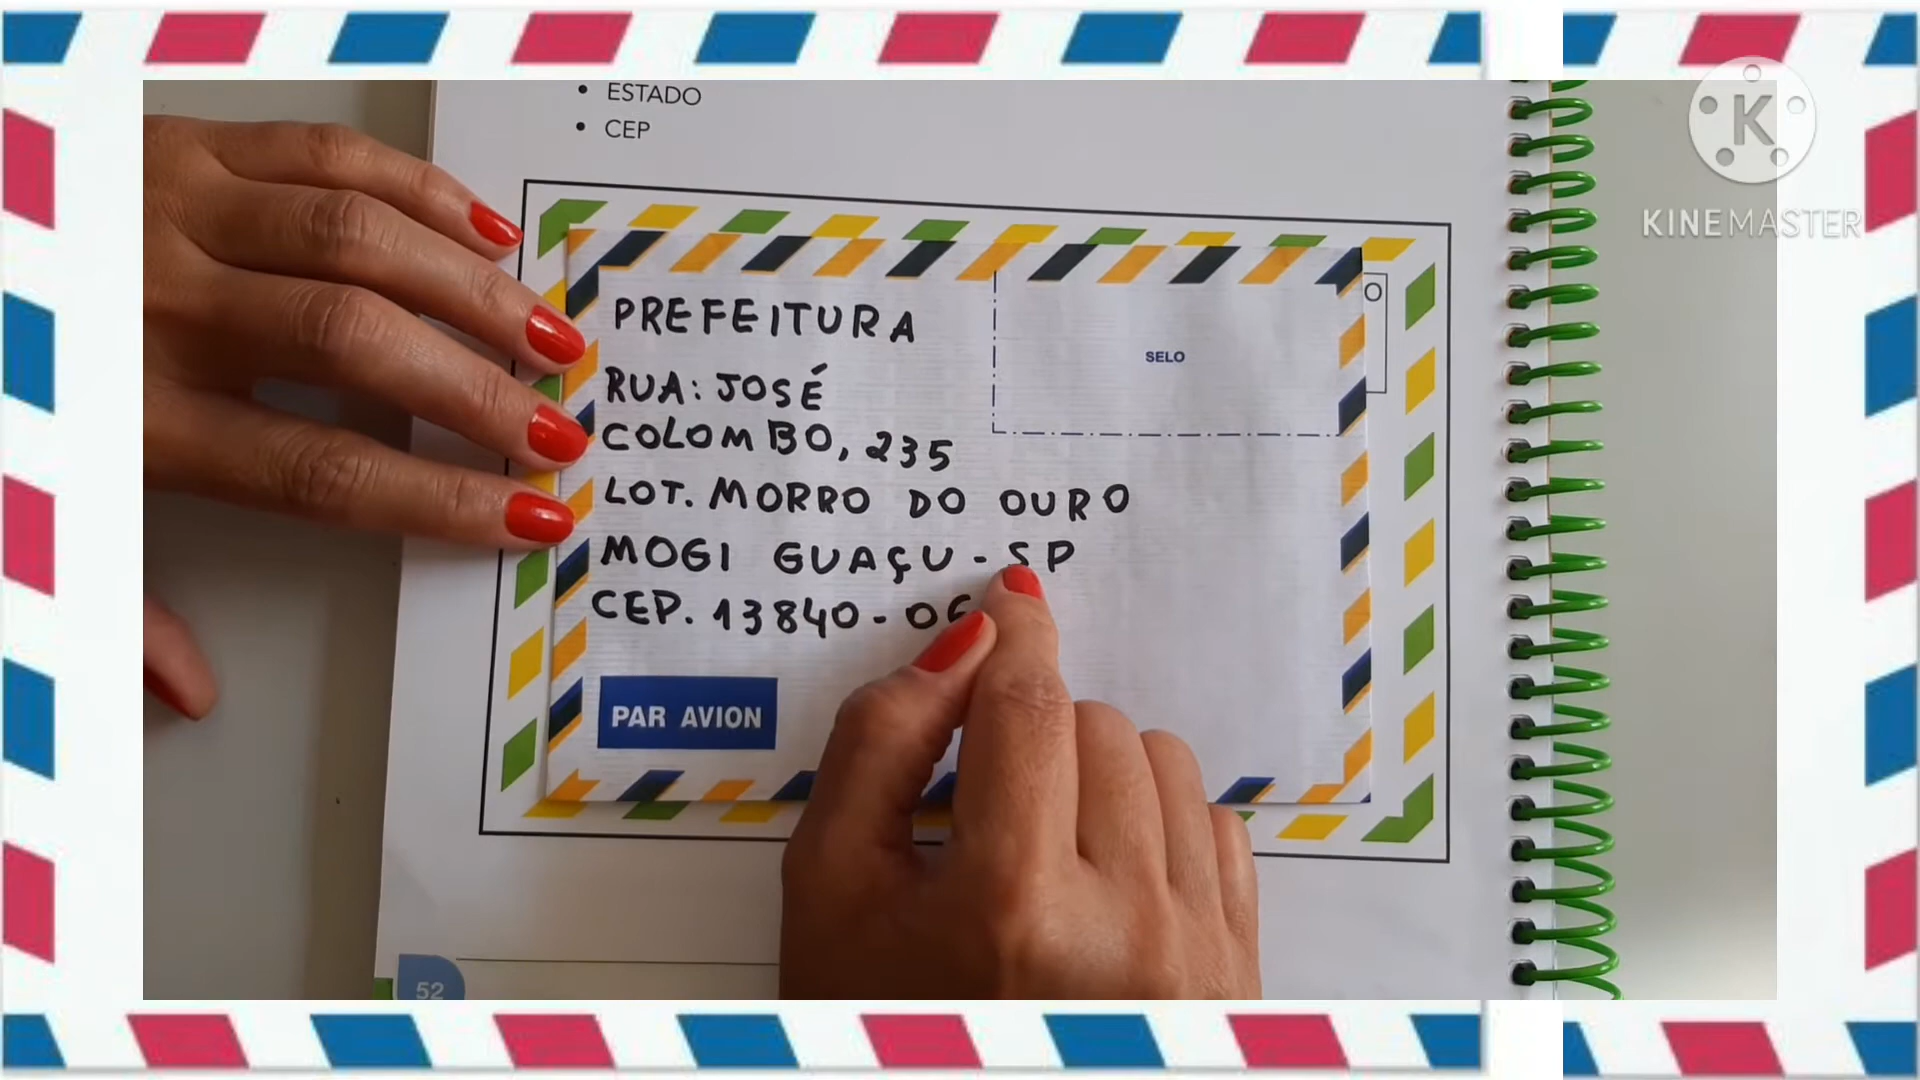 ESTADO
CEP
PREFEITURA
RUA: JOSÉ
COLOMBO, 235
LOT. MORRO DO OURO
MOGI GUAÇU - SP
CEP. 13840-06
SELO
PAR AVION
52
KINEMASTER